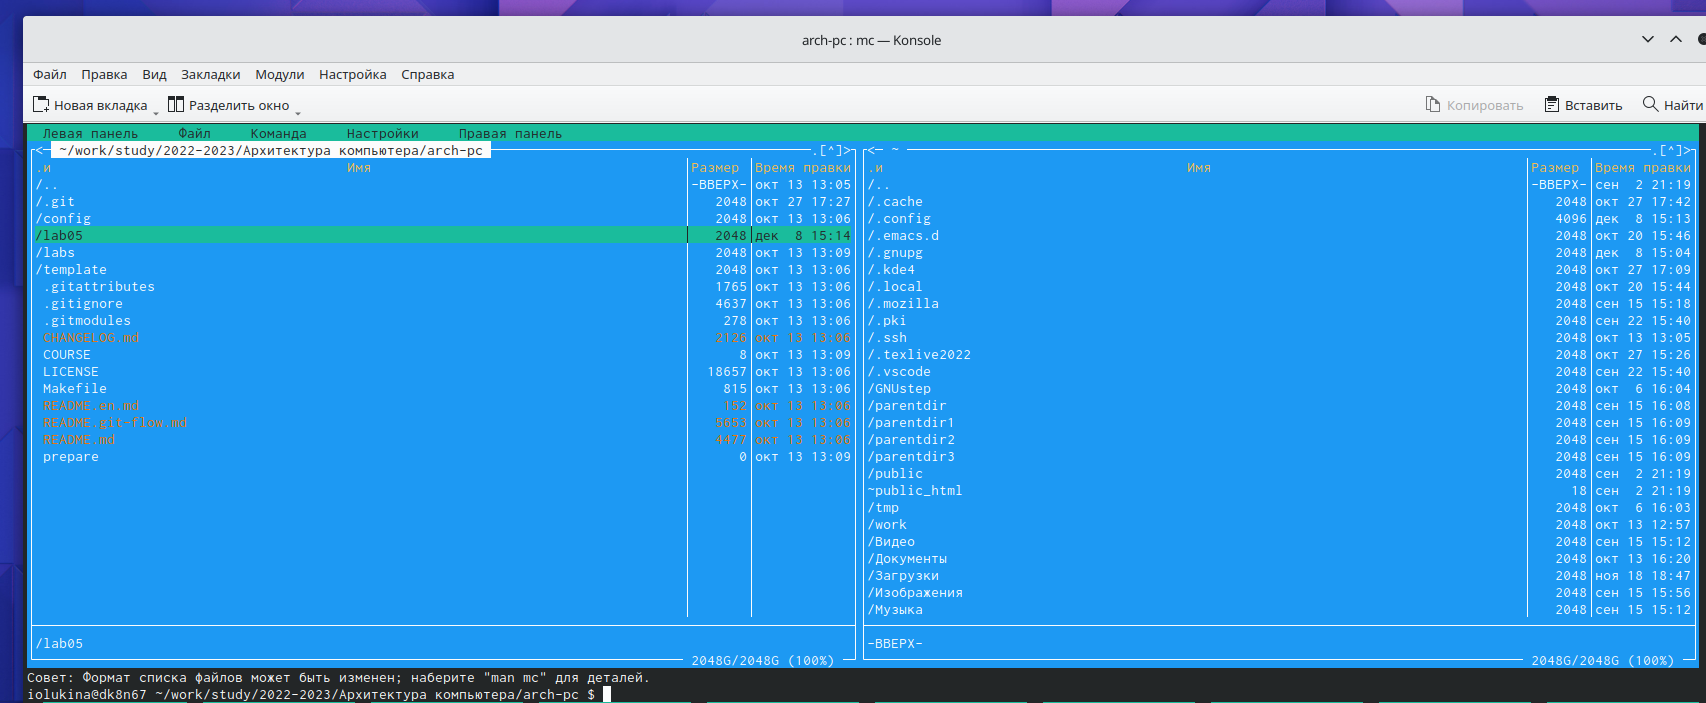 arch-pc : mc — Konsole
Файл Правка Вид Закладки Модули Настройка Справка
Новая вкладка Разделить окно Копировать Вставить Найти
Левая панель Файл Команда Настройки Правая панель
<─ ~/work/study/2022-2023/Архитектура компьютера/arch-pc .[^]>
.и Имя Размер Время правки
/.. -ВВЕРХ- окт 13 13:05
/.git 2048 окт 27 17:27
/config 2048 окт 13 13:06
/lab05 2048 дек 8 15:14
/labs 2048 окт 13 13:09
/template 2048 окт 13 13:06
.gitattributes 1765 окт 13 13:06
.gitignore 4637 окт 13 13:06
.gitmodules 278 окт 13 13:06
CHANGELOG.md 2126 окт 13 13:06
COURSE 8 окт 13 13:09
LICENSE 18657 окт 13 13:06
Makefile 815 окт 13 13:06
README.en.md 152 окт 13 13:06
README.git-flow.md 5653 окт 13 13:06
README.md 4477 окт 13 13:06
prepare 0 окт 13 13:09
/lab05
2048G/2048G (100%)
<─ ~ .[^]>
.и Имя Размер Время правки
/.. -ВВЕРХ- сен 2 21:19
/.cache 2048 окт 27 17:42
/.config 4096 дек 8 15:13
/.emacs.d 2048 окт 20 15:46
/.gnupg 2048 дек 8 15:04
/.kde4 2048 окт 27 17:09
/.local 2048 окт 20 15:44
/.mozilla 2048 сен 15 15:18
/.pki 2048 сен 22 15:40
/.ssh 2048 окт 13 13:05
/.texlive2022 2048 окт 27 15:26
/.vscode 2048 сен 22 15:40
/GNUstep 2048 окт 6 16:04
/parentdir 2048 сен 15 16:08
/parentdir1 2048 сен 15 16:09
/parentdir2 2048 сен 15 16:09
/parentdir3 2048 сен 15 16:09
/public 2048 сен 2 21:19
~public_html 18 сен 2 21:19
/tmp 2048 окт 6 16:03
/work 2048 окт 13 12:57
/Видео 2048 сен 15 15:12
/Документы 2048 окт 13 16:20
/Загрузки 2048 ноя 18 18:47
/Изображения 2048 сен 15 15:56
/Музыка 2048 сен 15 15:12
-ВВЕРХ-
2048G/2048G (100%)
Совет: Формат списка файлов может быть изменен; наберите "man mc" для деталей.
iolukina@dk8n67 ~/work/study/2022-2023/Архитектура компьютера/arch-pc $